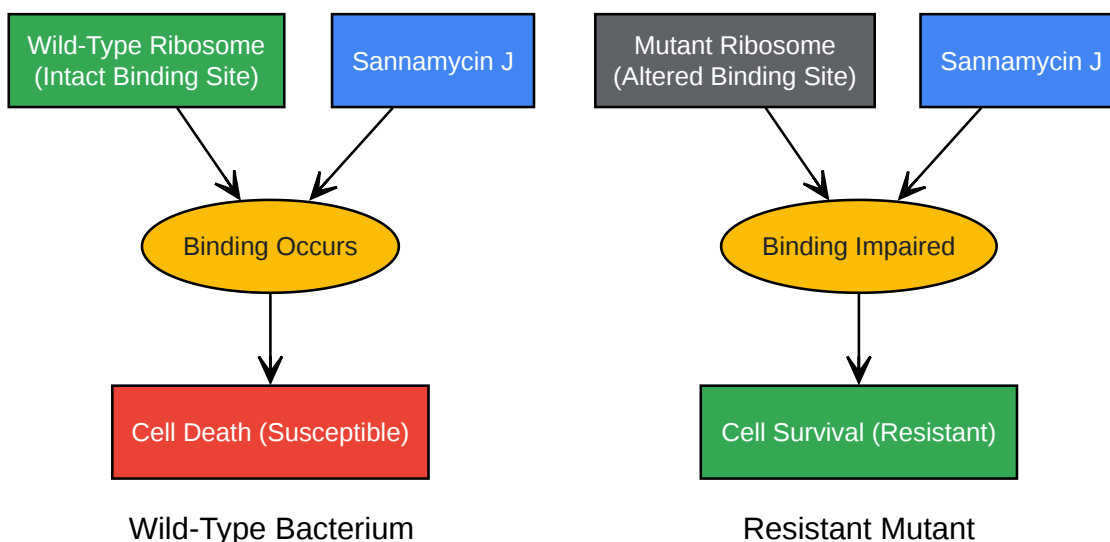 Wild-Type Ribosome
(Intact Binding Site)
Sannamycin J
Binding Occurs
Cell Death (Susceptible)
Wild-Type Bacterium
Mutant Ribosome
(Altered Binding Site)
Sannamycin J
Binding Impaired
Cell Survival (Resistant)
Resistant Mutant